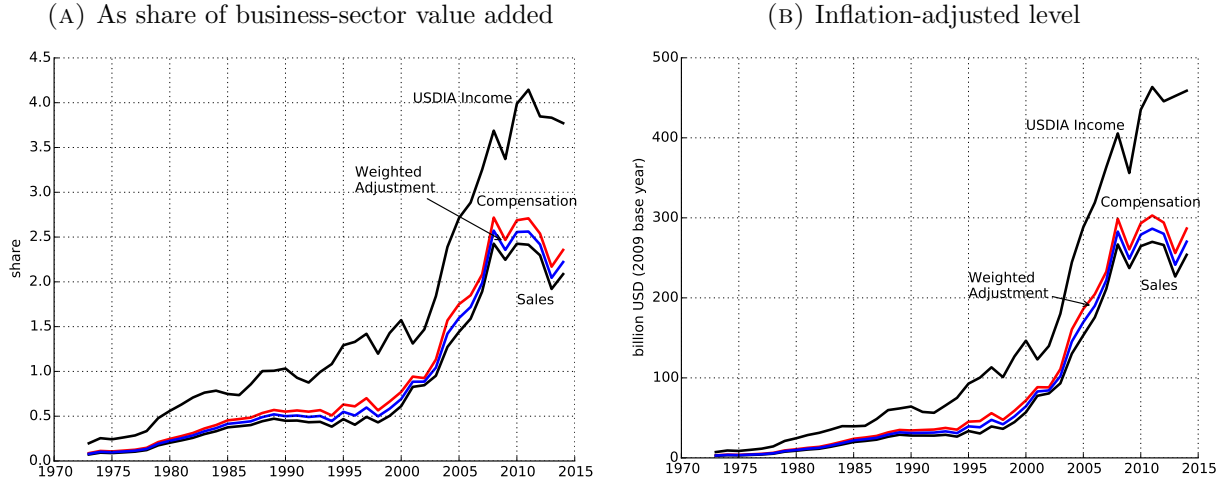 (A) As share of business-sector value added
4.5
4.0
3.5
3.0
2.5
2.0
1.5
1.0
0.5
0.0
share
USDIA Income
Weighted
Adjustment
Compensation
Sales
1970 1975 1980 1985 1990 1995 2000 2005 2010 2015
(B) Inflation-adjusted level
500
400
300
200
100
0
billion USD (2009 base year)
USDIA Income
Compensation
Weighted
Adjustment
Sales
1970 1975 1980 1985 1990 1995 2000 2005 2010 2015